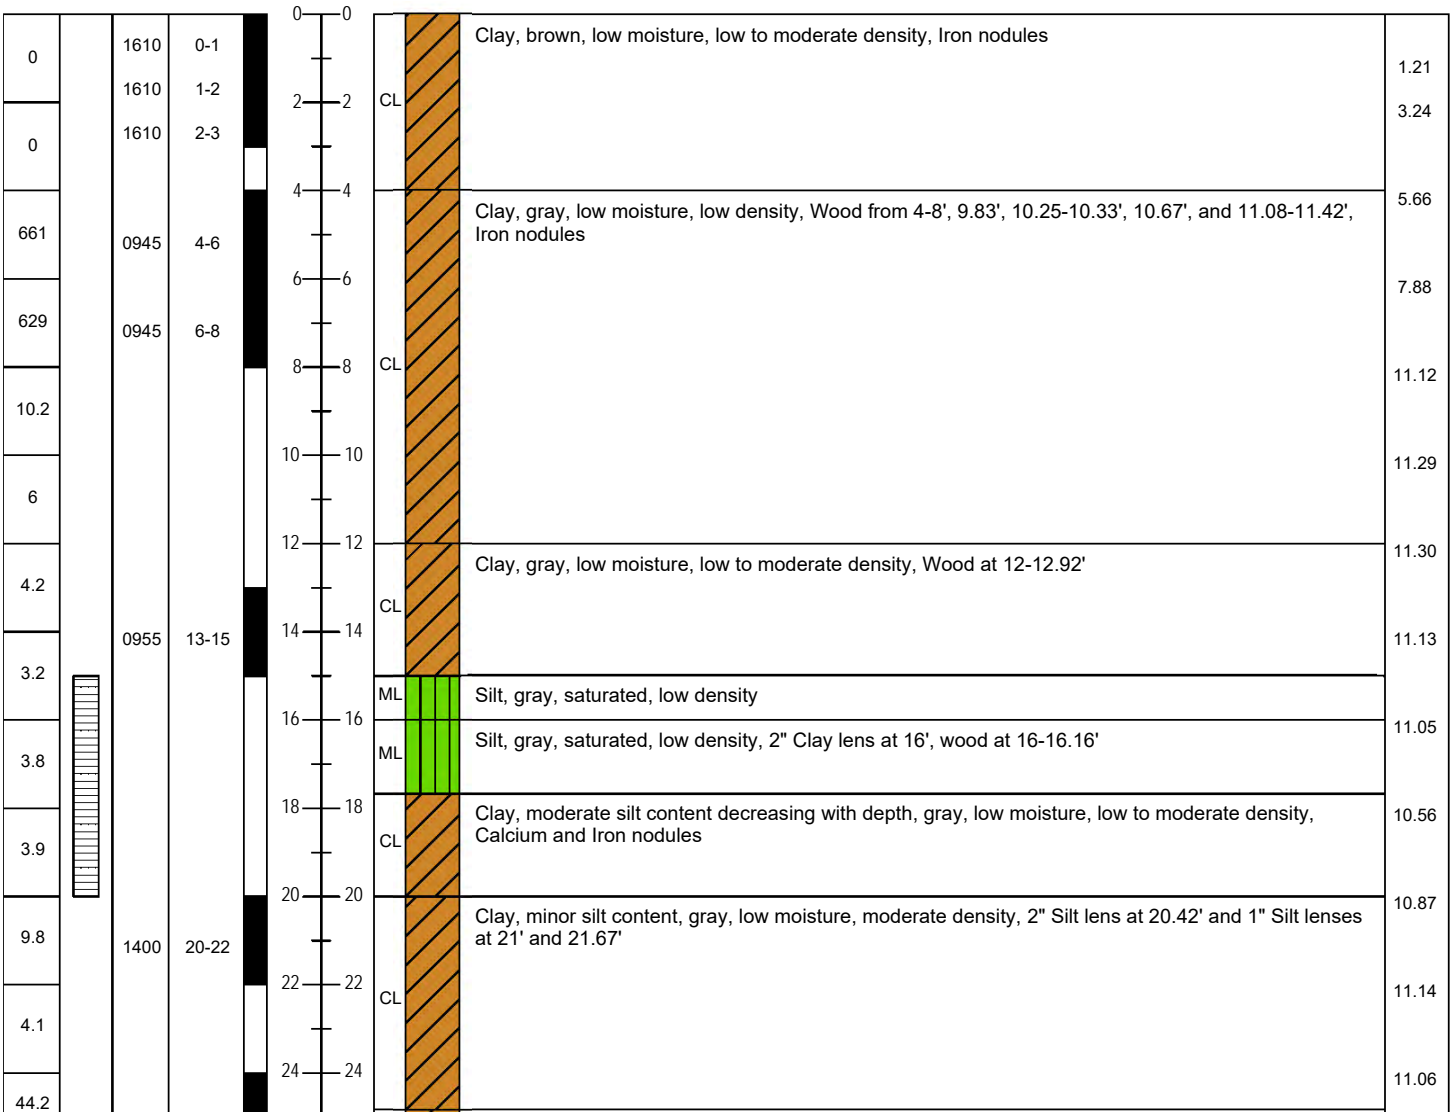 0 0
0 1610 0-1 Clay, brown, low moisture, low to moderate density, Iron nodules
1.21
1610 1-2
2 2 CL
3.24
0 1610 2-3
4 4
5.66
661 0945 4-6 Clay, gray, low moisture, low density, Wood from 4-8', 9.83', 10.25-10.33', 10.67', and 11.08-11.42',
Iron nodules
6 6
7.88
629 0945 6-8
8 8 CL
11.12
10.2
10 10
11.29
6
12 12
11.30
4.2 Clay, gray, low moisture, low to moderate density, Wood at 12-12.92'
CL
0955 13-15 14 14
11.13
3.2
ML Silt, gray, saturated, low density
16 16
11.05
3.8 ML Silt, gray, saturated, low density, 2" Clay lens at 16', wood at 16-16.16'
18 18 Clay, moderate silt content decreasing with depth, gray, low moisture, low to moderate density,
Calcium and Iron nodules
10.56
3.9 CL
20 20
10.87
9.8 1400 20-22 Clay, minor silt content, gray, low moisture, moderate density, 2" Silt lens at 20.42' and 1" Silt lenses
at 21' and 21.67'
22 22 CL
11.14
4.1
24 24
11.06
44.2